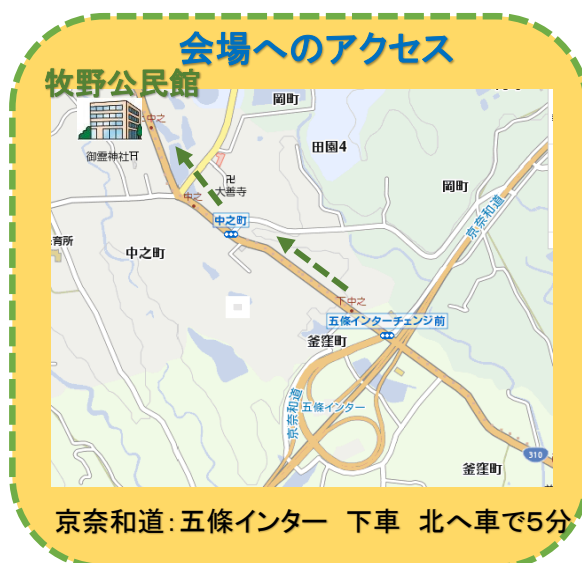 会場へのアクセス
牧野公民館
岡町
中之
田園4
御霊神社
大善寺
岡町
中之
京奈和道
中之町
育所
中之町
下中之
五條インターチェンジ前
釜窪町
京奈和道
五條インター
310
釜窪町
京奈和道:五條インター 下車 北へ車で5分